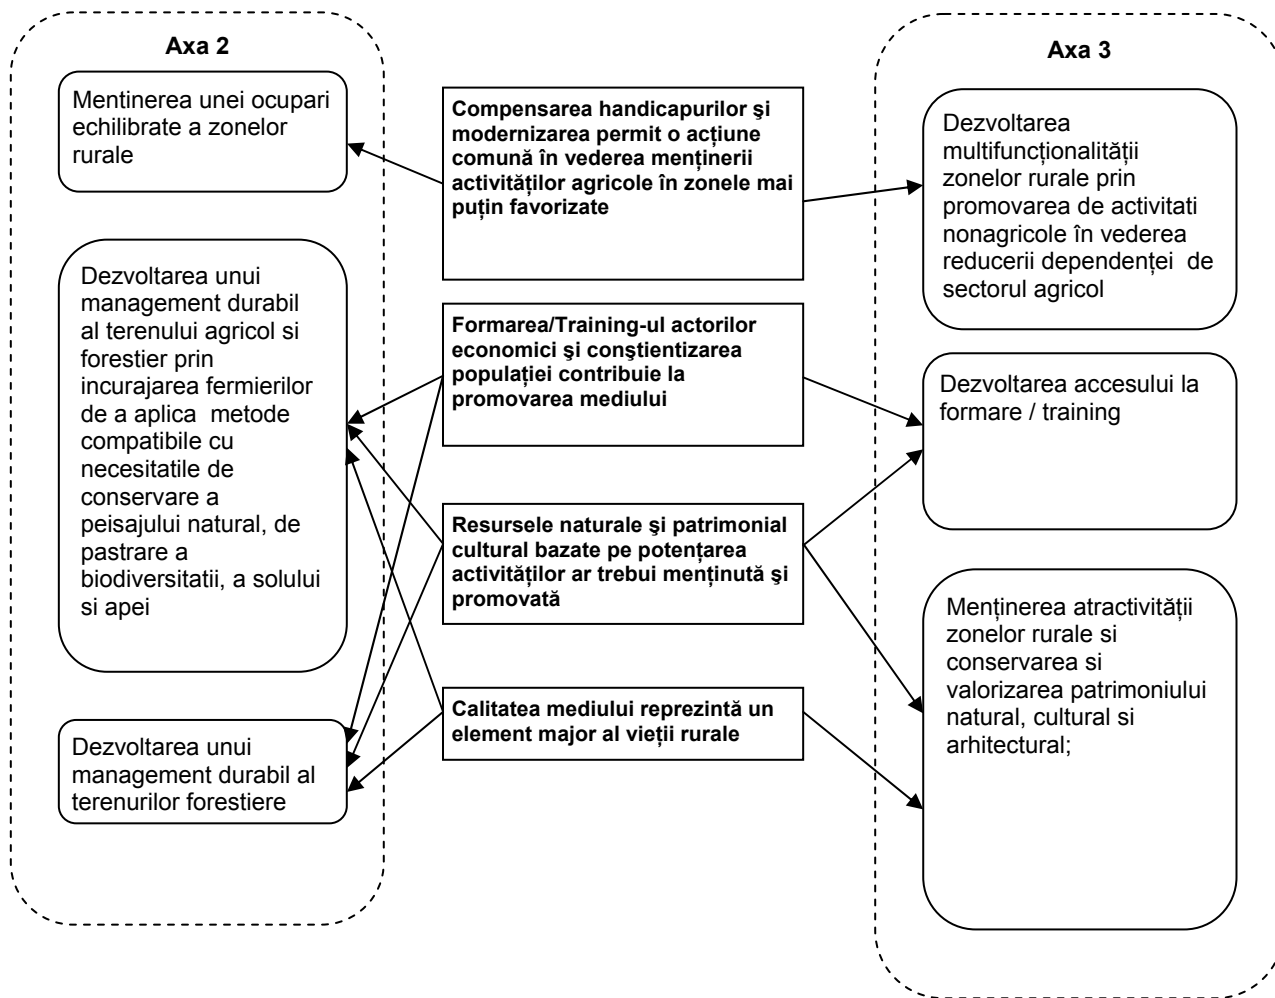 Axa 2
Mentinerea unei ocupari
echilibrate a zonelor
rurale
Dezvoltarea unui
management durabil
al terenului agricol si
forestier prin
incurajarea fermierilor
de a aplica metode
compatibile cu
necesitatile de
conservare a
peisajului natural, de
pastrare a
biodiversitatii, a solului
si apei
Dezvoltarea unui
management durabil al
terenurilor forestiere
Compensarea handicapurilor şi
modernizarea permit o acțiune
comună în vederea menținerii
activităților agricole în zonele mai
puțin favorizate
Formarea/Training-ul actorilor
economici şi conştientizarea
populației contribuie la
promovarea mediului
Resursele naturale şi patrimonial
cultural bazate pe potențarea
activităților ar trebui menținută şi
promovată
Calitatea mediului reprezintă un
element major al vieții rurale
Axa 3
Dezvoltarea
multifuncționalității
zonelor rurale prin
promovarea de activitati
nonagricole în vederea
reducerii dependenței de
sectorul agricol
Dezvoltarea accesului la
formare / training
Menținerea atractivității
zonelor rurale si
conservarea si
valorizarea patrimoniului
natural, cultural si
arhitectural;